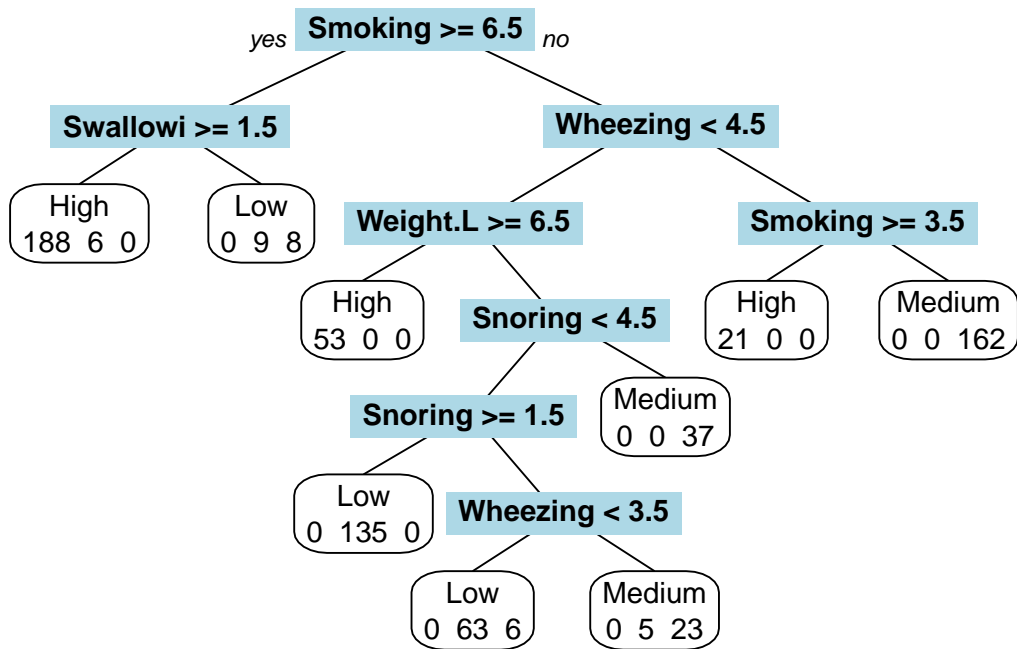 yes Smoking >= 6.5 no
Swallowi >= 1.5 Wheezing < 4.5
High
188 6 0
Low
0 9 8
Weight.L >= 6.5 Smoking >= 3.5
High
53 0 0
Snoring < 4.5
High
21 0 0
Medium
0 0 162
Snoring >= 1.5
Medium
0 0 37
Low
0 135 0
Wheezing < 3.5
Low
0 63 6
Medium
0 5 23